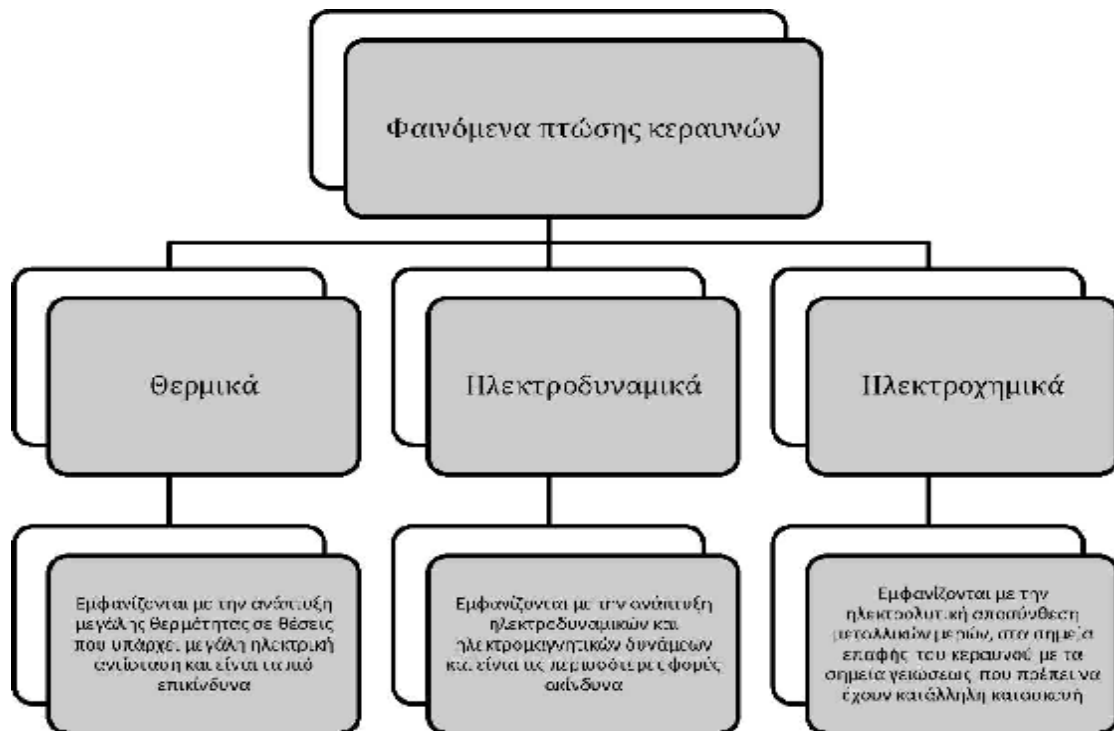 Φαινόμενα πτώσης κεραυνών
Θερμικά
Ηλεκτροδυναμικά
Ηλεκτροχημικά
Εμφανίζονται με την ανάπτυξη
μεγάλης θερμότητας σε θέσεις
που υπάρχει μεγάλη ηλεκτρική
αντίσταση και είναι τα πιό
επικίνδυνα
Εμφανίζονται με την ανάπτυξη
ηλεκτροδυναμικών και
ηλεκτρομαγνητικών δυνάμεων
και είναι τις περισσότερες φορές
ακίνδυνα
Εμφανίζονται με την
ηλεκτρολυτική αποσύνθεση
μεταλλικών μερών, στα σημεία
επαφής του κεραυνού με τα
σημεία γειώσεως που πρέπει να
έχουν κατάλληλη κατασκευή